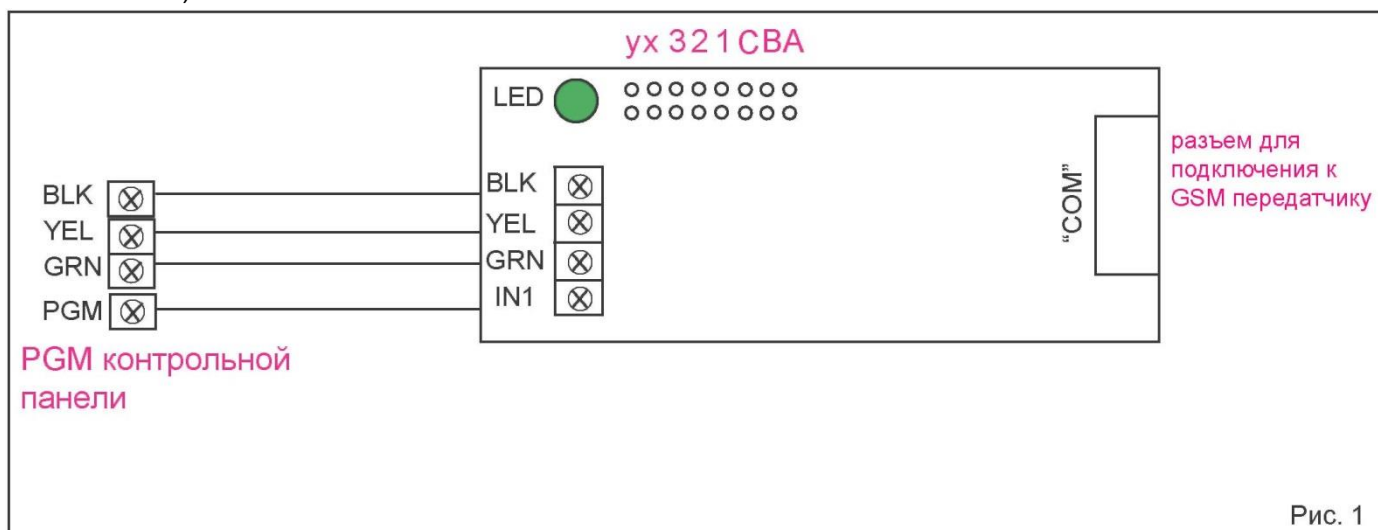 ух 321СВА
LED
BLK
YEL
GRN
PGM
BLK
YEL
GRN
IN1
“COM”
разъем для
подключения к
GSM передатчику
PGM контрольной
панели
Рис. 1